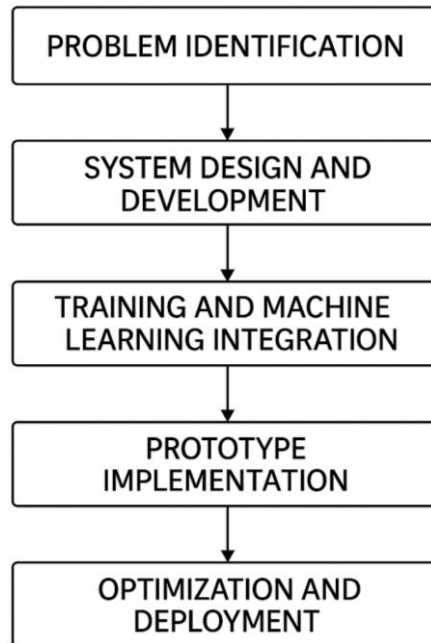 PROBLEM IDENTIFICATION
SYSTEM DESIGN AND
DEVELOPMENT
TRAINING AND MACHINE
LEARNING INTEGRATION
PROTOTYPE
IMPLEMENTATION
OPTIMIZATION AND
DEPLOYMENT